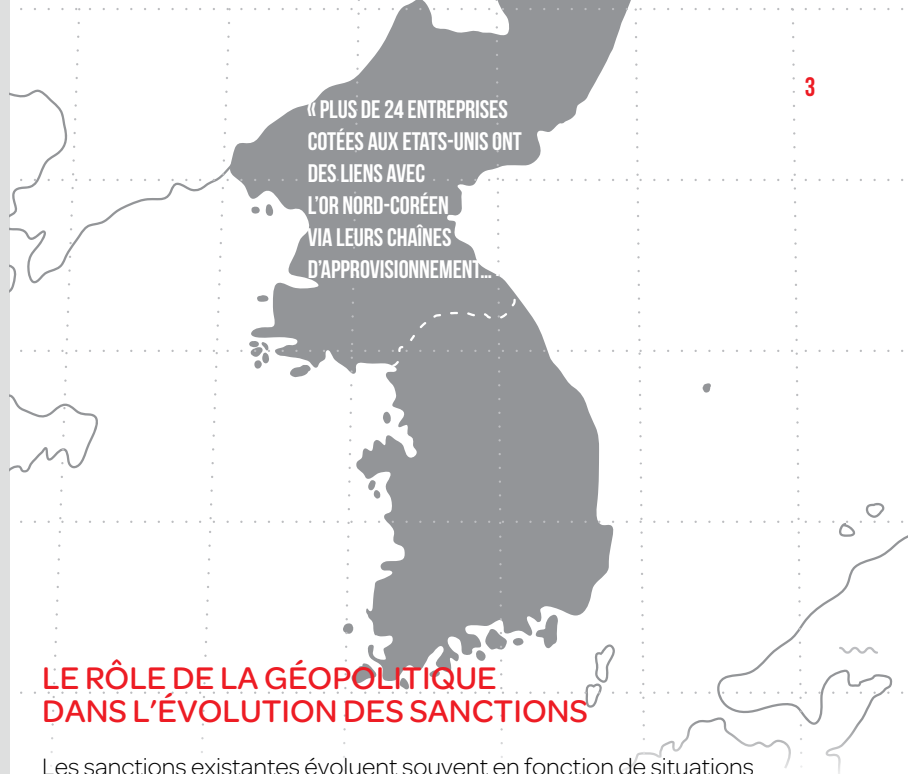 3
« PLUS DE 24 ENTREPRISES
COTÉES AUX ETATS-UNIS ONT
DES LIENS AVEC
L'OR NORD-CORÉEN
VIA LEURS CHAÎNES
D'APPROVISIONNEMENT...
LE RÔLE DE LA GÉOPOLITIQUE
DANS L'ÉVOLUTION DES SANCTIONS
Les sanctions existantes évoluent souvent en fonction de situations